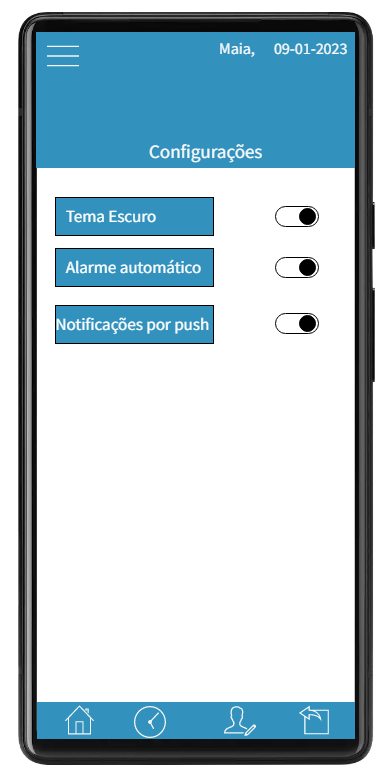 Maia, 09-01-2023
Configurações
Tema Escuro
Alarme automático
Notificações por push